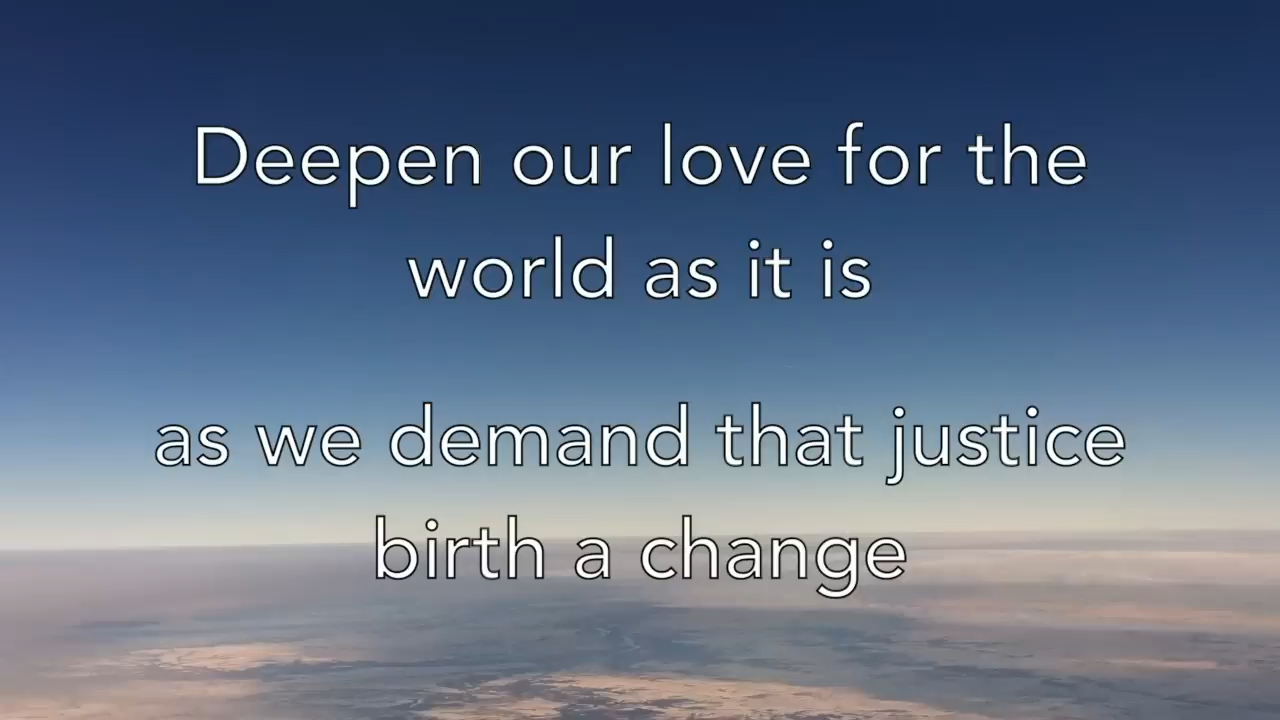 Deepen our love for the
world as it is
as we demand that justice
birth a change